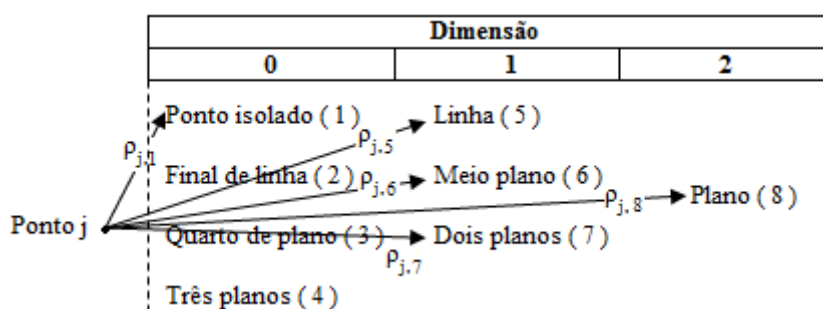 Dimensão
0 1 2
Ponto isolado ( 1 ) Linha ( 5 )
ρj,1 ρj,5
Final de linha ( 2 ) ρj,6 Meio plano ( 6 )
ρj, 8 Plano ( 8 )
Ponto j
Quarto de plano ( 3 ) Dois planos ( 7 )
ρj,7
Três planos ( 4 )